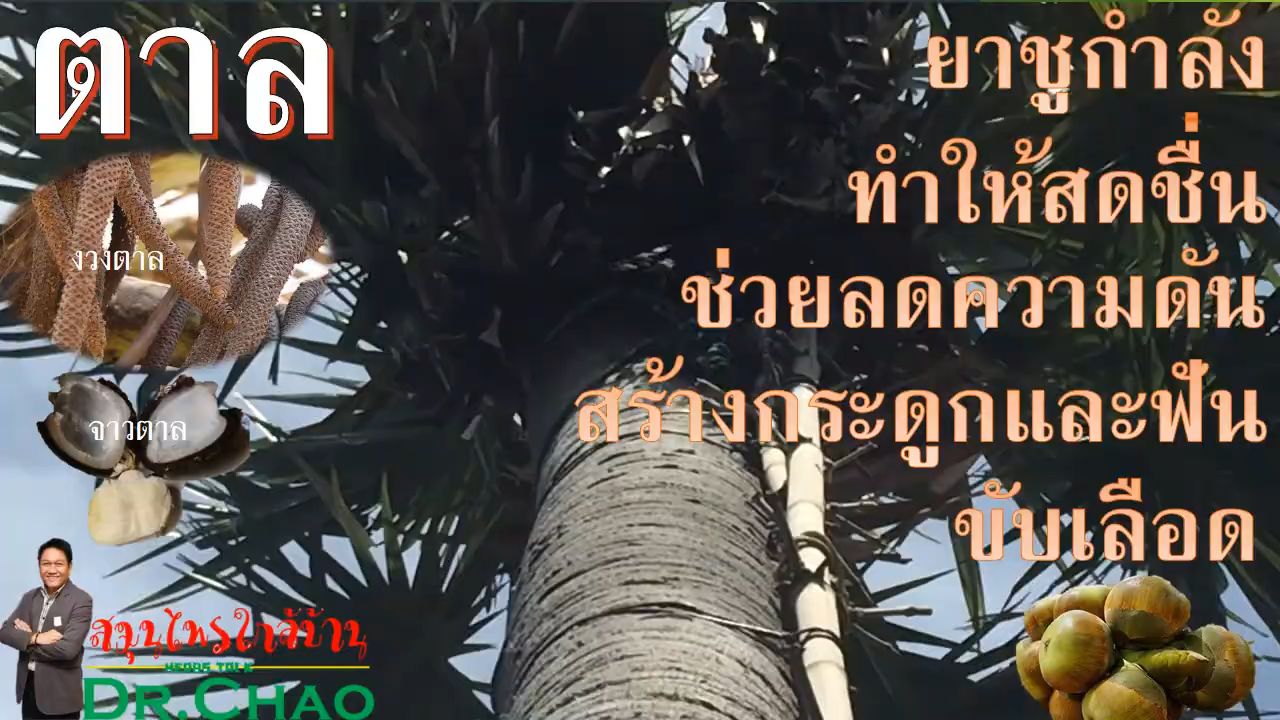 ตาล
งวงตาล
จาวตาล
ยาชูกำลัง
ทำให้สดชื่น
ช่วยลดความดัน
สร้างกระดูกและฟัน
ขับเลือด
สมุนไพรใกล้บ้าน
HERBS TALK
DR.CHAO